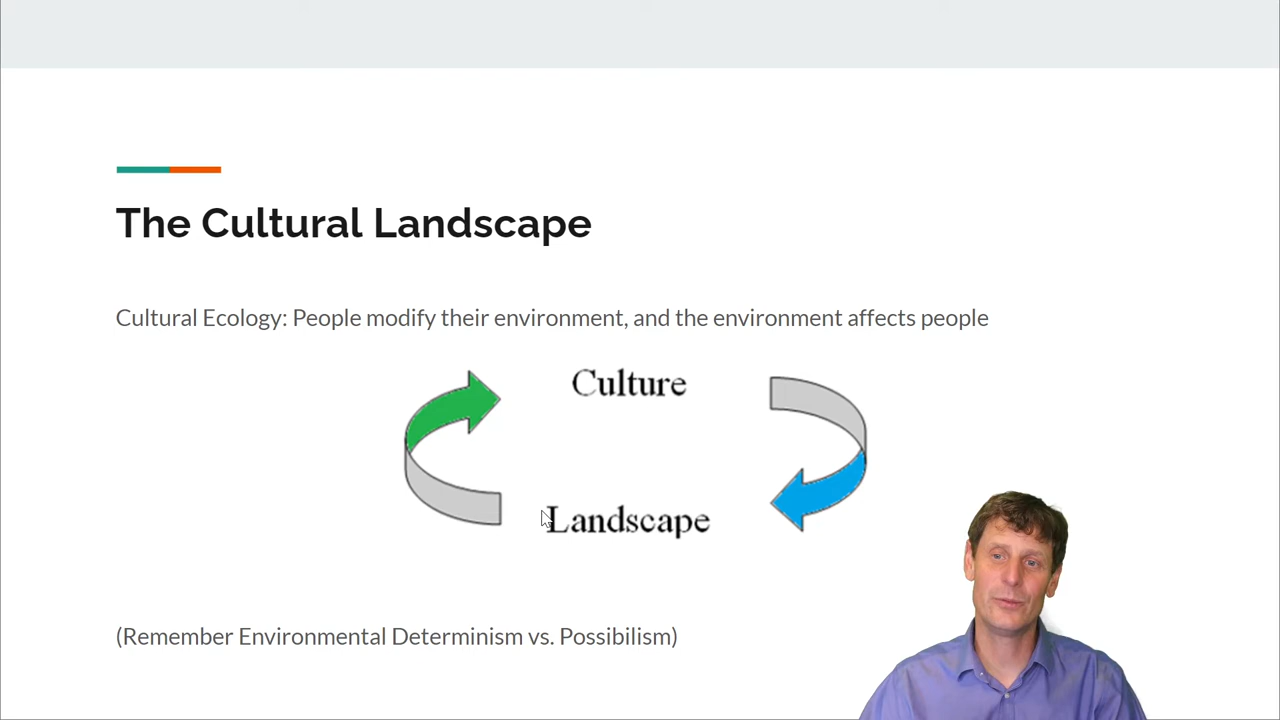 The Cultural Landscape
Cultural Ecology: People modify their environment, and the environment affects people
Culture
Landscape
(Remember Environmental Determinism vs. Possibilism)